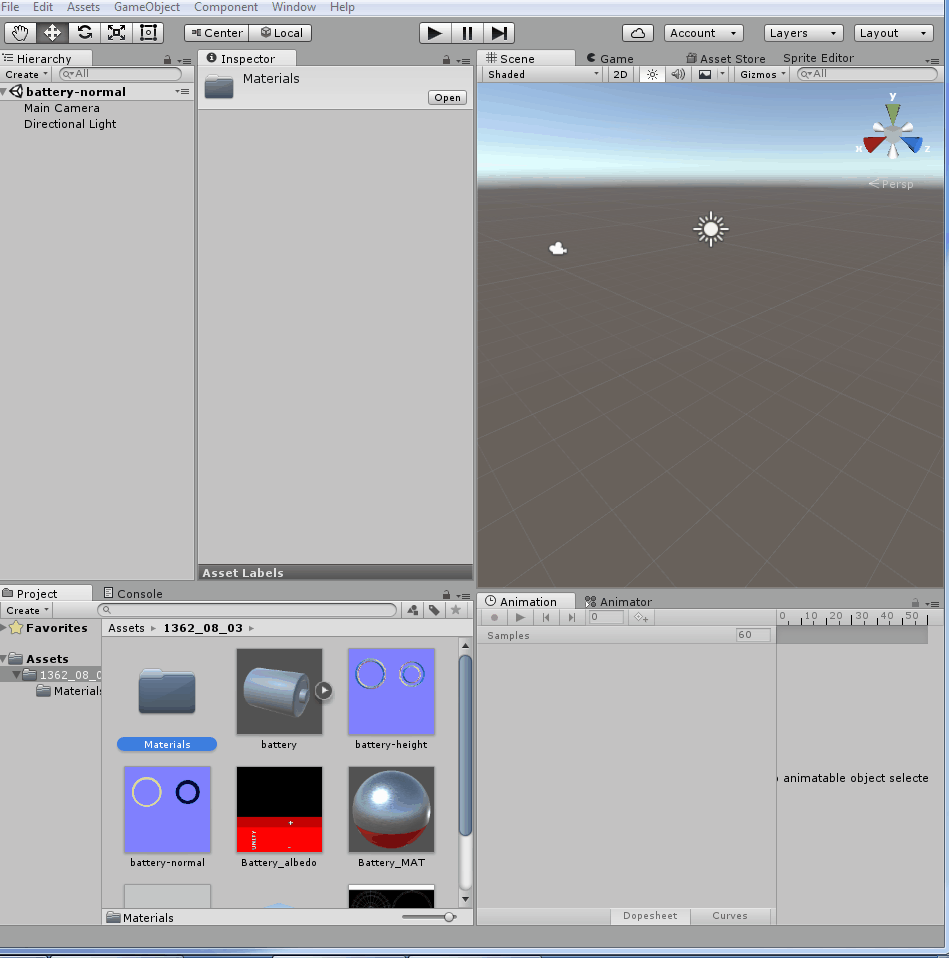 File Edit Assets GameObject Component Window Help
Center Local Account Layers Layout
Hierarchy
Create All
battery-normal
Main Camera
Directional Light
Inspector
Materials
Open
Asset Labels
Scene Game Asset Store Sprite Editor
Shaded 2D Gizmos All
y
x z
Persp
Project Console
Create
Favorites
Assets
1362_08_0
Materials
Assets 1362_08_03
Materials battery battery-height
UNITY
+
-
battery-normal Battery_albedo Battery_MAT
Materials
Animation Animator
0
0 10 20 30 40 50
Samples 60
animatable object selecte
Dopesheet Curves